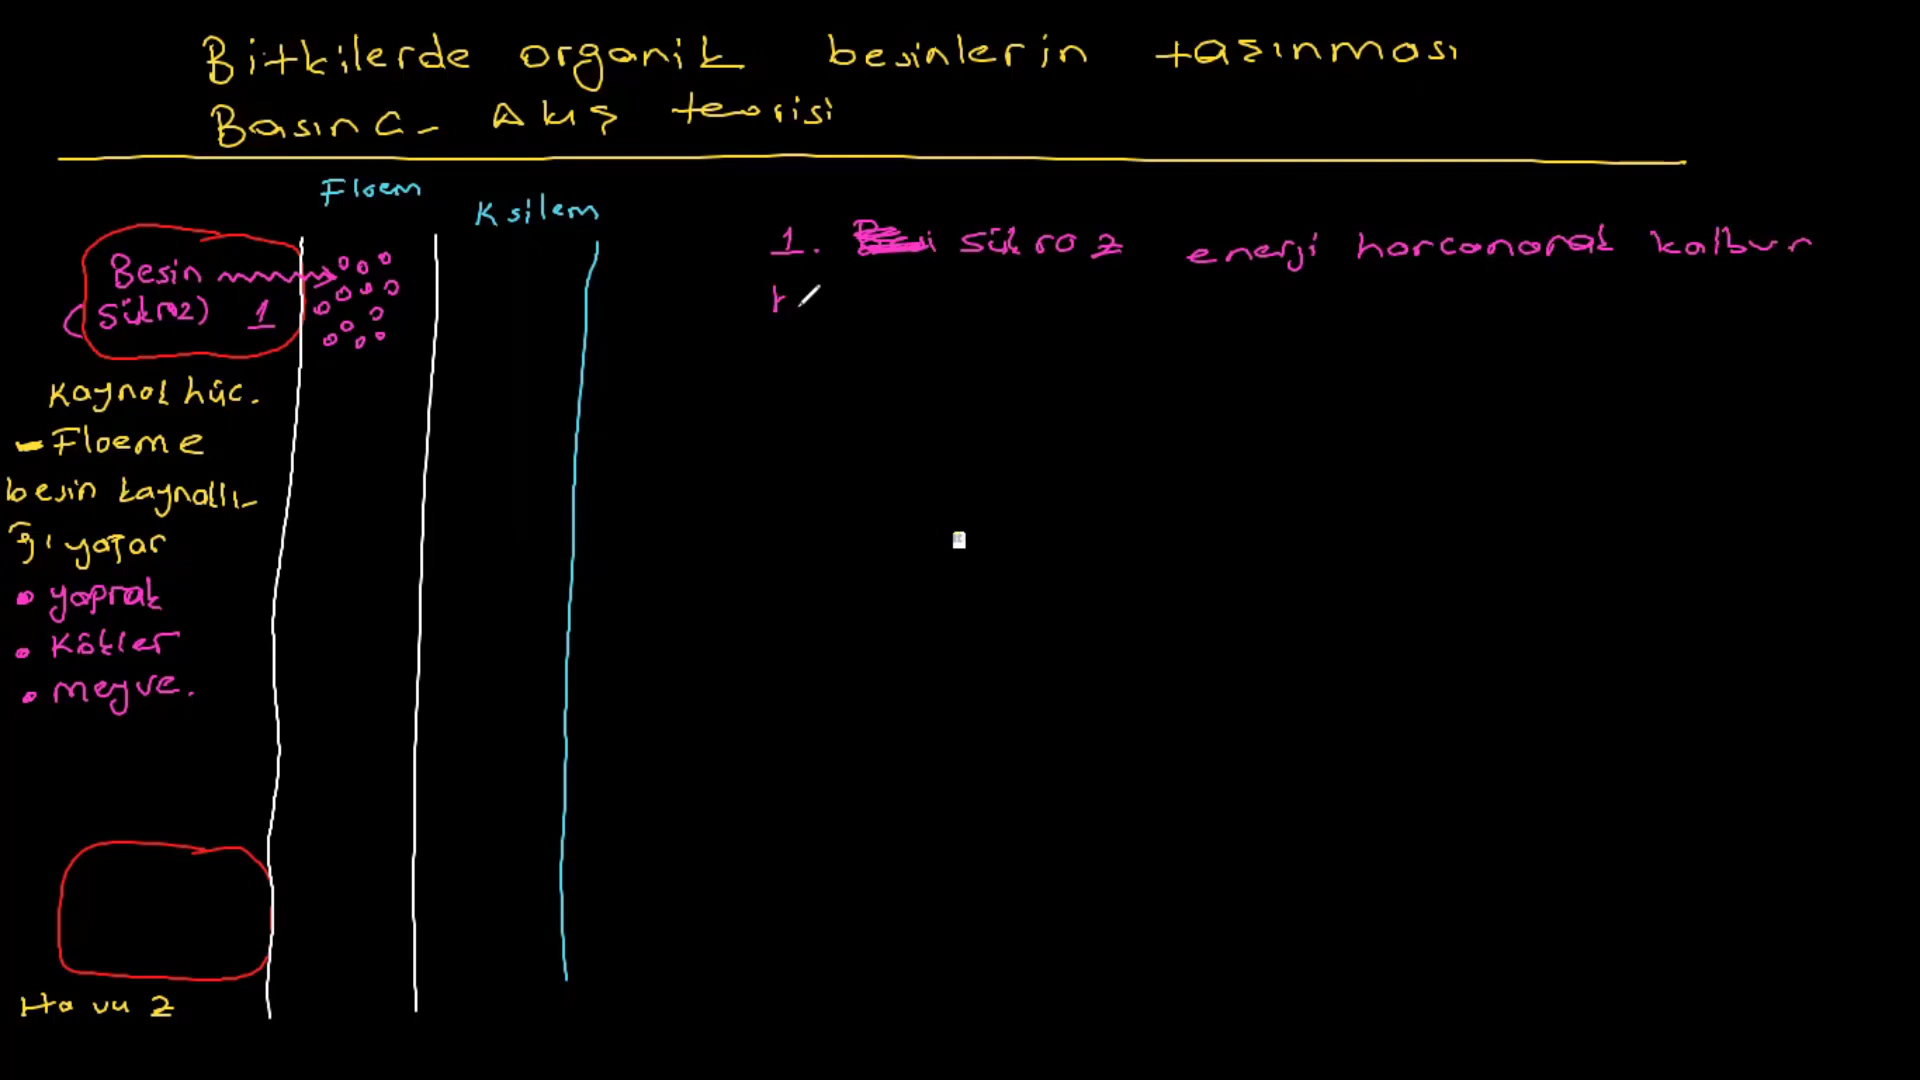 Bitkilerde organik besinlerin taşınması
Basınc - Akış teorisi
Floem
Ksilem
Besin
(Sükroz) 1
Kaynak hüc.
- Floeme
besin kaynaklı-
ğı yapar
• yaprak
• Kökler
• meyve.
Havuz
1. sükroz enerji harcanarak kalbur